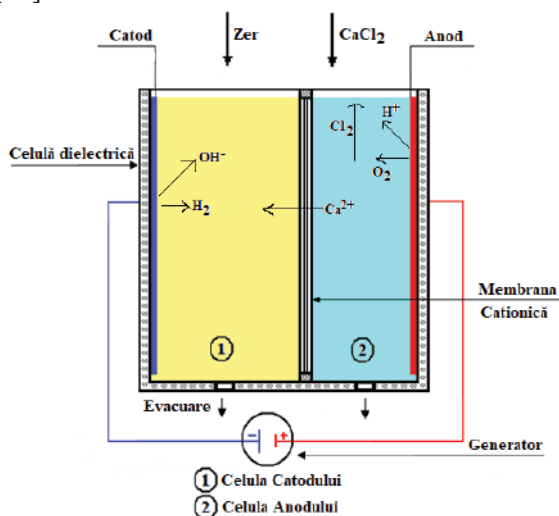 Catod
Zer
CaCl2
Anod
Celulă dielectrică
OH-
H2
Ca2+
Cl2
H+
O2
Membrana
Cationică
1
2
Evacuare
- +
Generator
1 Celula Catodului
2 Celula Anodului